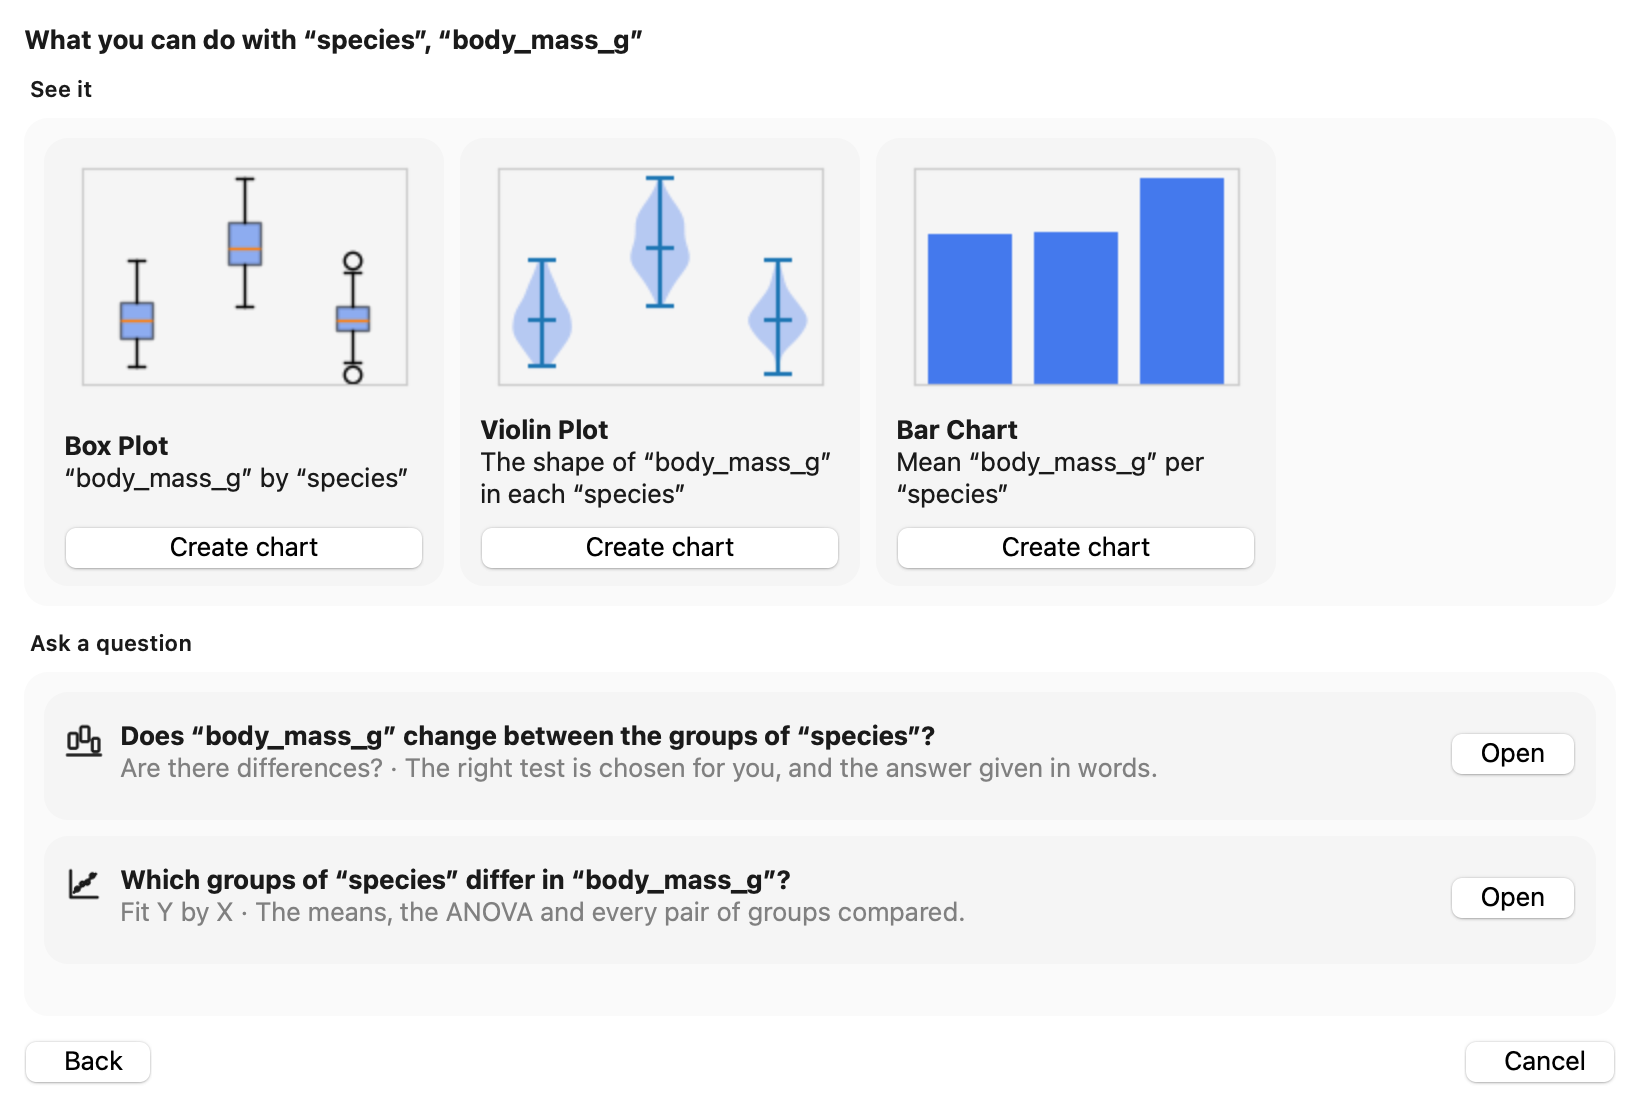 What you can do with “species”, “body_mass_g”
See it
Box Plot
“body_mass_g” by “species”
Create chart
Violin Plot
The shape of “body_mass_g”
in each “species”
Create chart
Bar Chart
Mean “body_mass_g” per
“species”
Create chart
Ask a question
Does “body_mass_g” change between the groups of “species”?
Are there differences? · The right test is chosen for you, and the answer given in words.
Open
Which groups of “species” differ in “body_mass_g”?
Fit Y by X · The means, the ANOVA and every pair of groups compared.
Open
Back
Cancel